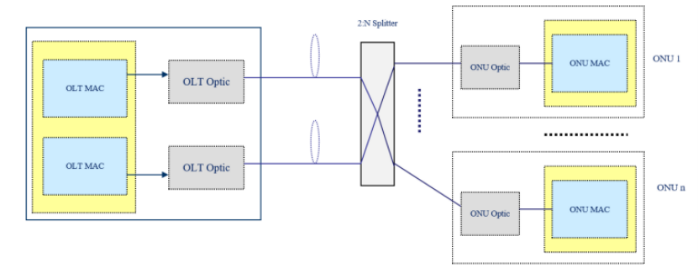 2:N Splitter
OLT MAC
OLT Optic
OLT MAC
OLT Optic
ONU Optic
ONU MAC
ONU 1
ONU Optic
ONU MAC
ONU n